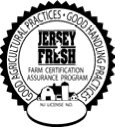 GOOD AGRICULTURAL PRACTICES • GOOD HANDLING PRACTICES
JERSEY
FRESH
FARM CERTIFICATION
ASSURANCE PROGRAM
NJ LICENSE NO.